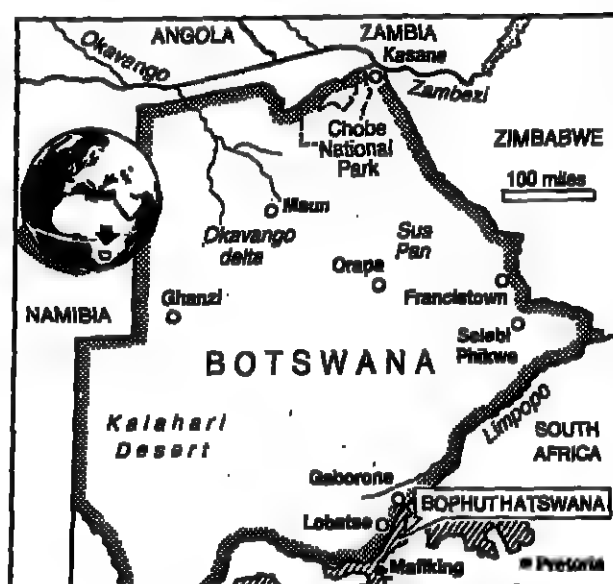 ANGOLA
ZAMBIA
Okavango
Kasane
Zambezi
Chobe
National
Park
ZIMBABWE
100 miles
Maun
Okavango
delta
Sua
Pan
Orapa
Ghanzi
Francistown
NAMIBIA
Selebi
Phikwe
BOTSWANA
Limpopo
Kalahari
Desert
SOUTH
AFRICA
Gaborone
BOPHUTHATSWANA
Lobatse
Mafiking
Pretoria